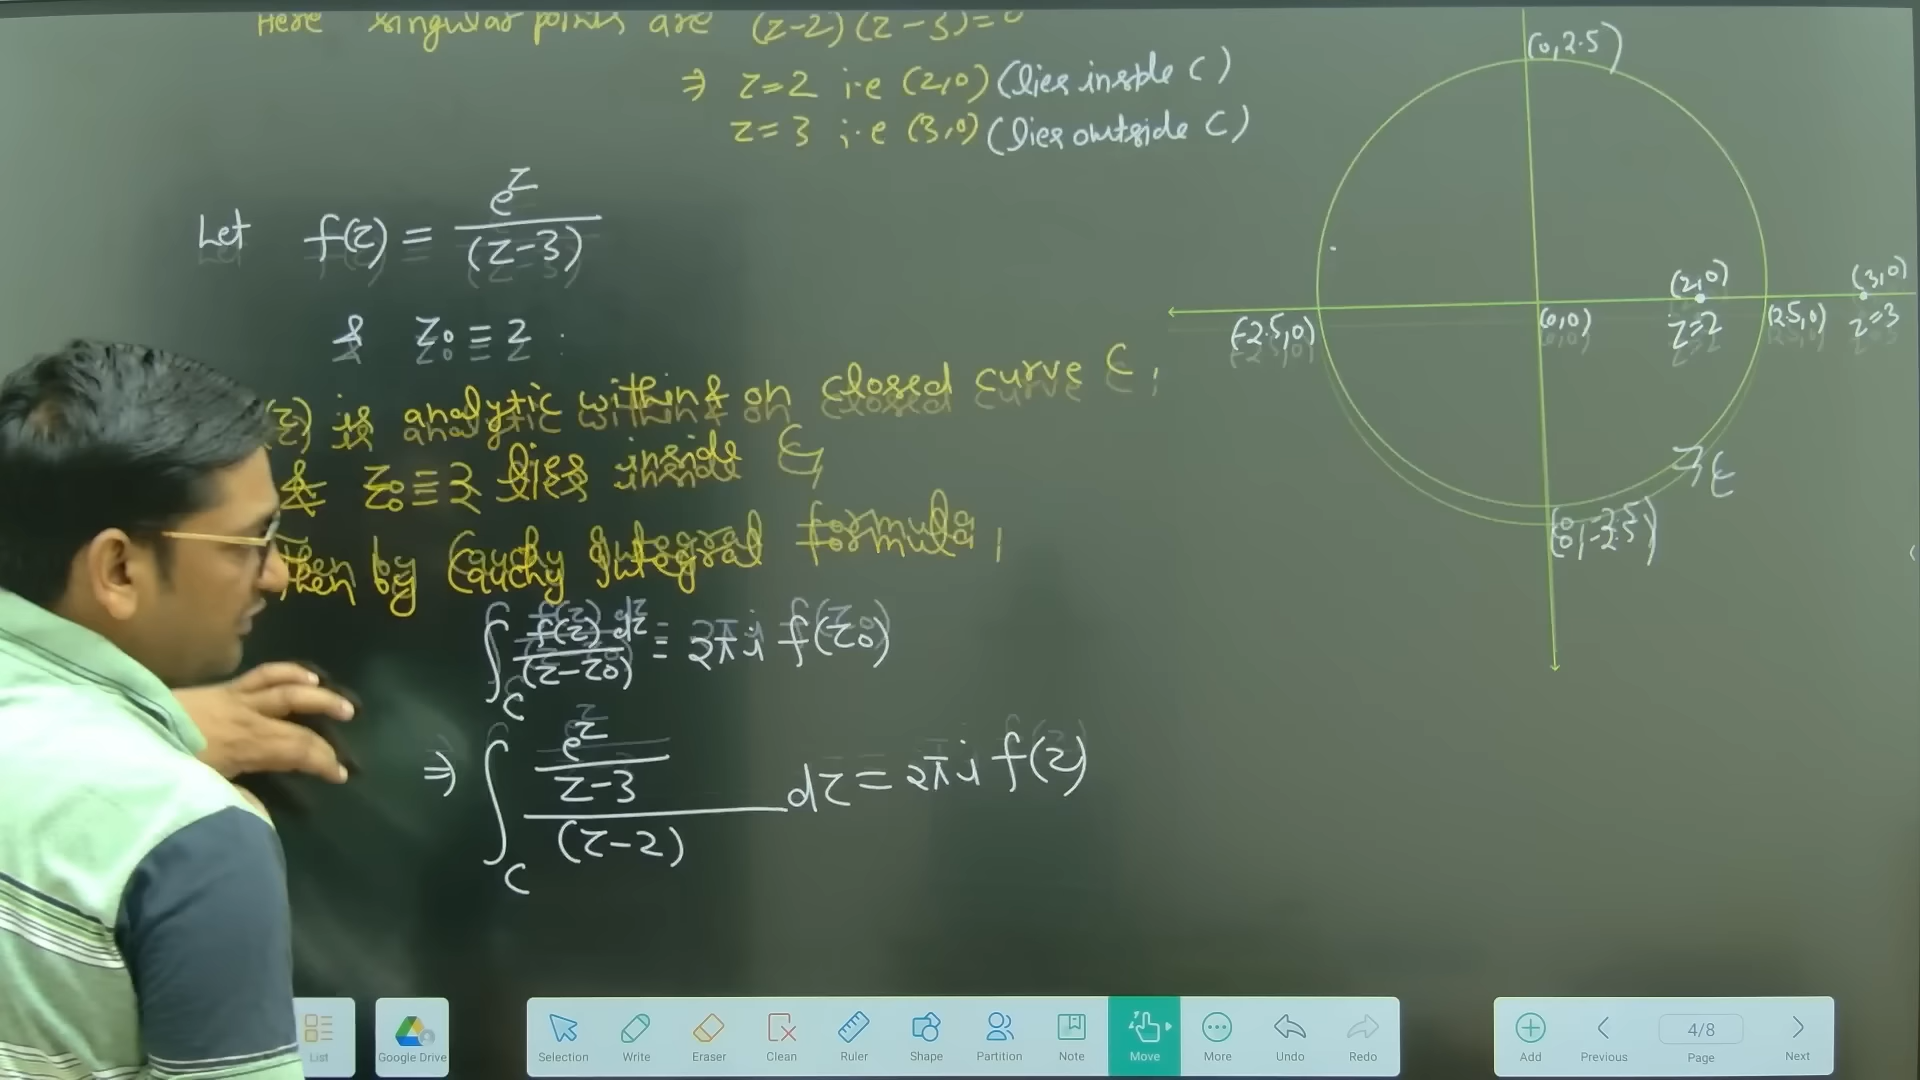 Here singular points are (z-2)(z-3)=0
⇒ z=2 i.e (2,0) (lies inside C)
z=3 i.e (3,0) (lies outside C)
Let f(z) = e^z / (z-3)
& z0 = 2
(z) is analytic within & on closed curve C,
& z0 = 2 lies inside C,
Then by Cauchy Integral formula,
∫_C f(z) dz / (z-z0) = 2πi f(z0)
⇒ ∫_C (e^z / z-3) / (z-2) dz = 2πi f(2)
(0,2.5)
(2,0)
(3,0)
(-2.5,0)
(0,0)
z=2
(2.5,0)
z=3
C
(0,-2.5)
List
Google Drive
Selection
Write
Eraser
Clean
Ruler
Shape
Partition
Note
Move
More
Undo
Redo
Add
Previous
4/8
Page
Next